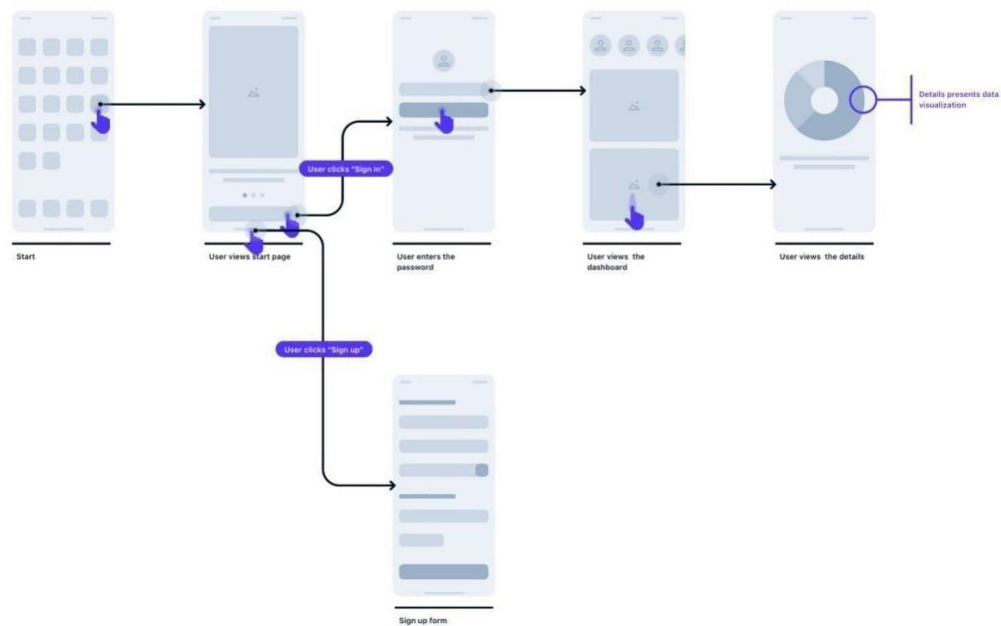 Details presents data
visualization
User clicks "Sign in"
Start
User views start page
User enters the
password
User views the
dashboard
User views the details
User clicks "Sign up"
Sign up form